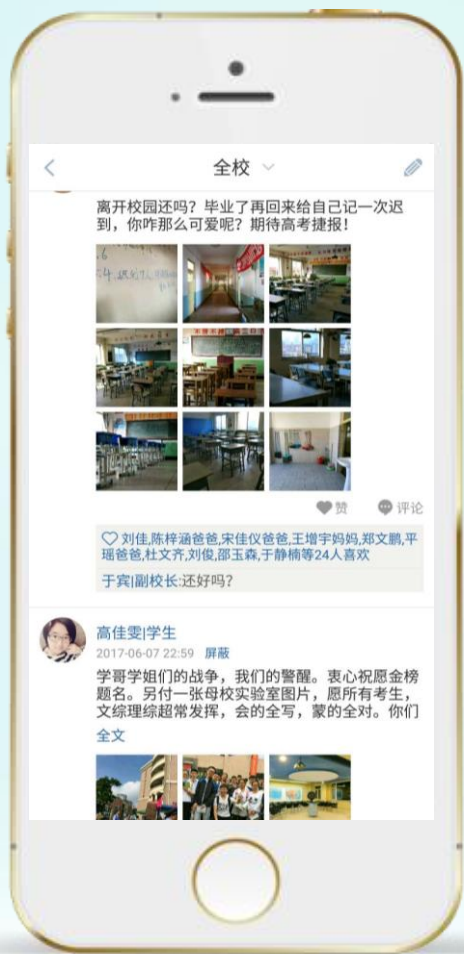 全校
离开校园还吗？毕业了再回来给自己记一次迟
到，你咋那么可爱呢？期待高考捷报！
赞 评论
刘佳,陈梓涵爸爸,宋佳仪爸爸,王增宇妈妈,郑文鹏,平
瑶爸爸,杜文齐,刘俊,邵玉森,于静楠等24人喜欢
于宾|副校长:还好吗？
高佳雯|学生
2017-06-07 22:59 屏蔽
学哥学姐们的战争，我们的警醒。衷心祝愿金榜
题名。另付一张母校实验室图片，愿所有考生，
文综理综超常发挥，会的全写，蒙的全对。你们
全文